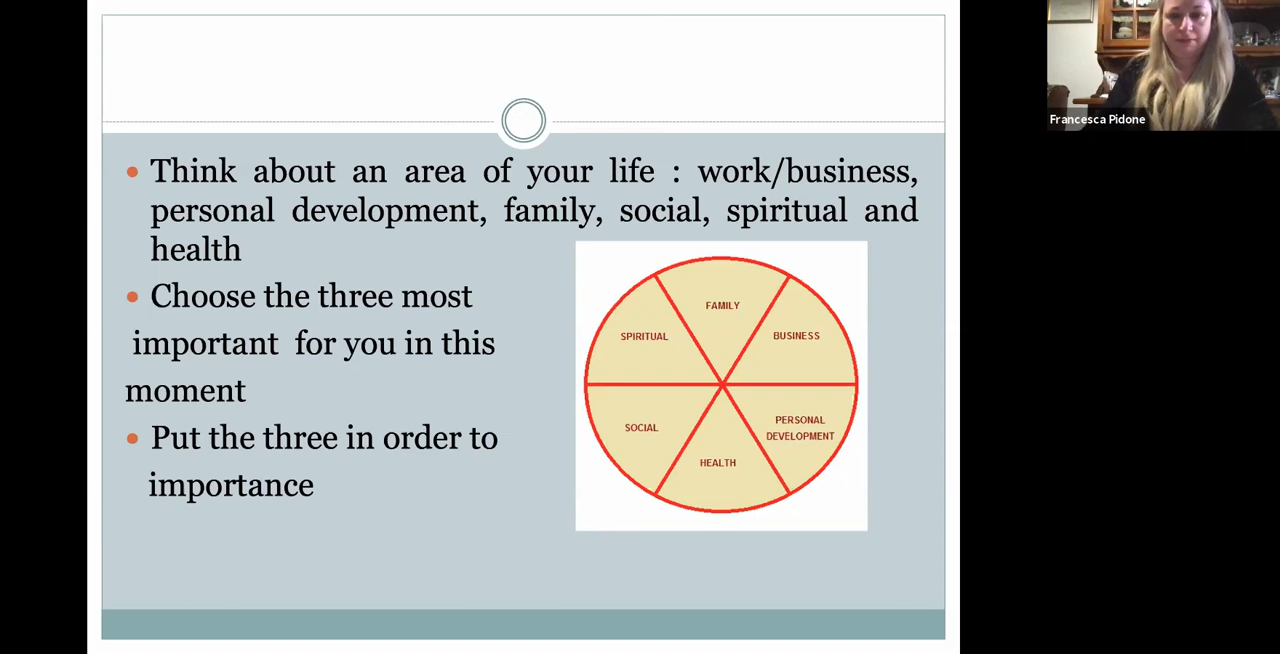 Think about an area of your life : work/business,
personal development, family, social, spiritual and
health
Choose the three most
important for you in this
moment
Put the three in order to
importance
FAMILY
SPIRITUAL
BUSINESS
SOCIAL
PERSONAL
DEVELOPMENT
HEALTH
Francesca Pidone